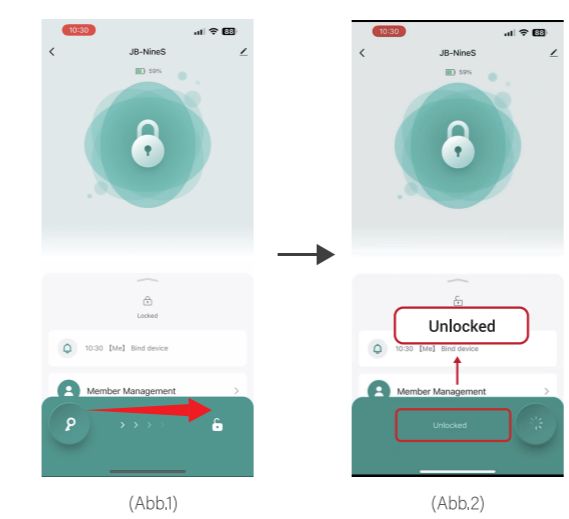 10:30
88
JB-NineS
59%
Locked
10:30 【Me】 Bind device
Member Management
(Abb.1)
10:30
88
JB-NineS
59%
Unlocked
10:30 【Me】 Bind device
Member Management
Unlocked
(Abb.2)